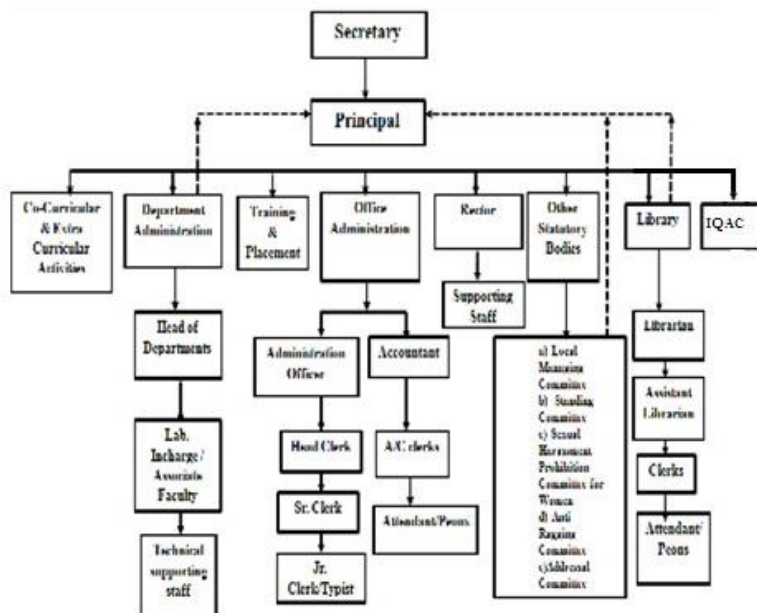 Secretary
Principal
Co-Curricular
& Extra
Curricular
Activities
Department
Administration
Training
&
Placement
Office
Administration
Rector
Other
Statutory
Bodies
Library
IQAC
Supporting
Staff
Head of
Departments
Administration
Officer
Accountant
a) Local
Committee
b) Standing
Committee
c) Sexual
Harrasment
Prohibition
Committee for
Women
d) Anti
Ragging
Committee
Committee
Librarian
Assistant
Librarian
Lab.
Incharge /
Associate
Faculty
Head Clerk
A/C clerks
Clerks
Sr. Clerk
Attendant/Peons
Attendant/
Peons
Technical
supporting
staff
Jr.
Clerk/Typist